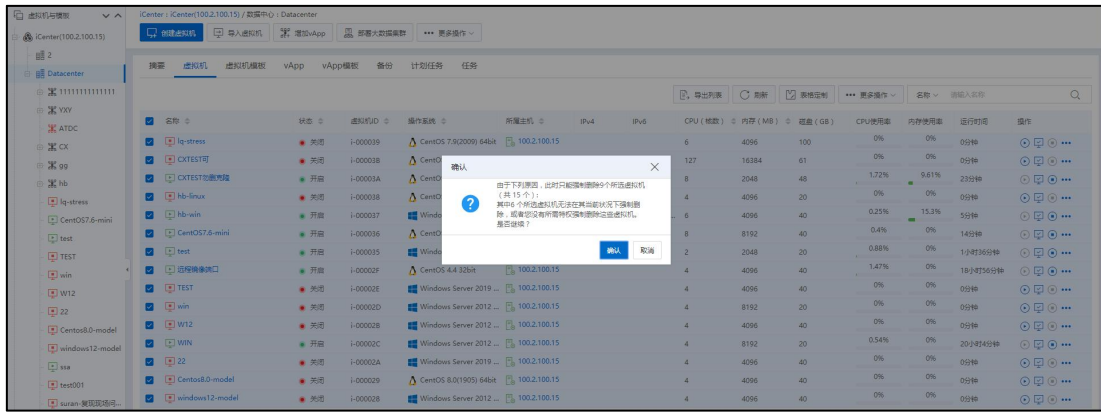 虚拟机与模板
iCenter : iCenter(100.2.100.15) / 数据中心 : Datacenter
iCenter(100.2.100.15)
创建虚拟机 导入虚拟机 增加vApp 部署大数据集群 ••• 更多操作
2
Datacenter
摘要 虚拟机 虚拟机模板 vApp vApp模板 备份 计划任务 任务
11111111111111
YXY
ATDC
CX
gg
hb
lq-stress
CentOS7.6-mini
test
TEST
win
W12
22
Centos8.0-model
windows12-model
ssa
test001
导出列表 刷新 表格定制 ••• 更多操作 名称 请输入名称
名称 状态 虚拟机ID 操作系统 所属主机 IPv4 IPv6 CPU ( 核数 ) 内存 ( MB ) 磁盘 ( GB ) CPU使用率 内存使用率 运行时间 操作
lq-stress 关闭 i-000039 CentOS 7.9(2009) 64bit 100.2.100.15 6 4096 100 0% 0% 0分钟
CXTEST可 关闭 i-00003B CentO 127 16384 61 0% 0% 0分钟
CXTEST勿删克隆 开启 i-00003A CentO 8 2048 48 1.72% 9.61% 23分钟
hb-linux 关闭 i-000038 CentO 4 4096 20 0% 0% 0分钟
hb-win 开启 i-000037 Windo 6 4096 40 0.25% 15.3% 5分钟
CentOS7.6-mini 开启 i-000036 CentO 8 8192 40 0.4% 0% 14分钟
test 开启 i-000035 Windo 2 2048 20 0.88% 0% 1小时36分钟
远程镜像端口 开启 i-00002F CentOS 4.4 32bit 100.2.100.15 4 4096 40 1.47% 0% 18小时58分钟
TEST 关闭 i-00002E Windows Server 2019 ... 100.2.100.15 4 4096 40 0% 0% 0分钟
win 关闭 i-00002D Windows Server 2012 ... 100.2.100.15 4 8192 20 0% 0% 0分钟
W12 关闭 i-00002B Windows Server 2012 ... 100.2.100.15 4 4096 40 0% 0% 0分钟
WIN 开启 i-00002C Windows Server 2012 ... 100.2.100.15 4 8192 20 0.54% 0% 20小时4分钟
22 关闭 i-00002A Windows Server 2019 ... 100.2.100.15 4 4096 40 0% 0% 0分钟
Centos8.0-model 关闭 i-000029 CentOS 8.0(1905) 64bit 100.2.100.15 4 4096 40 0% 0% 0分钟
windows12-model 关闭 i-000028 Windows Server 2012 ... 100.2.100.15 4 4096 40 0% 0% 0分钟
确认
由于下列原因，此时只能强制删除9个所选虚拟机
（共 15 个）：
其中6 个所选虚拟机无法在其当前状况下强制删
除，或者您没有所需特权强制删除这些虚拟机。
是否继续？
确认 取消